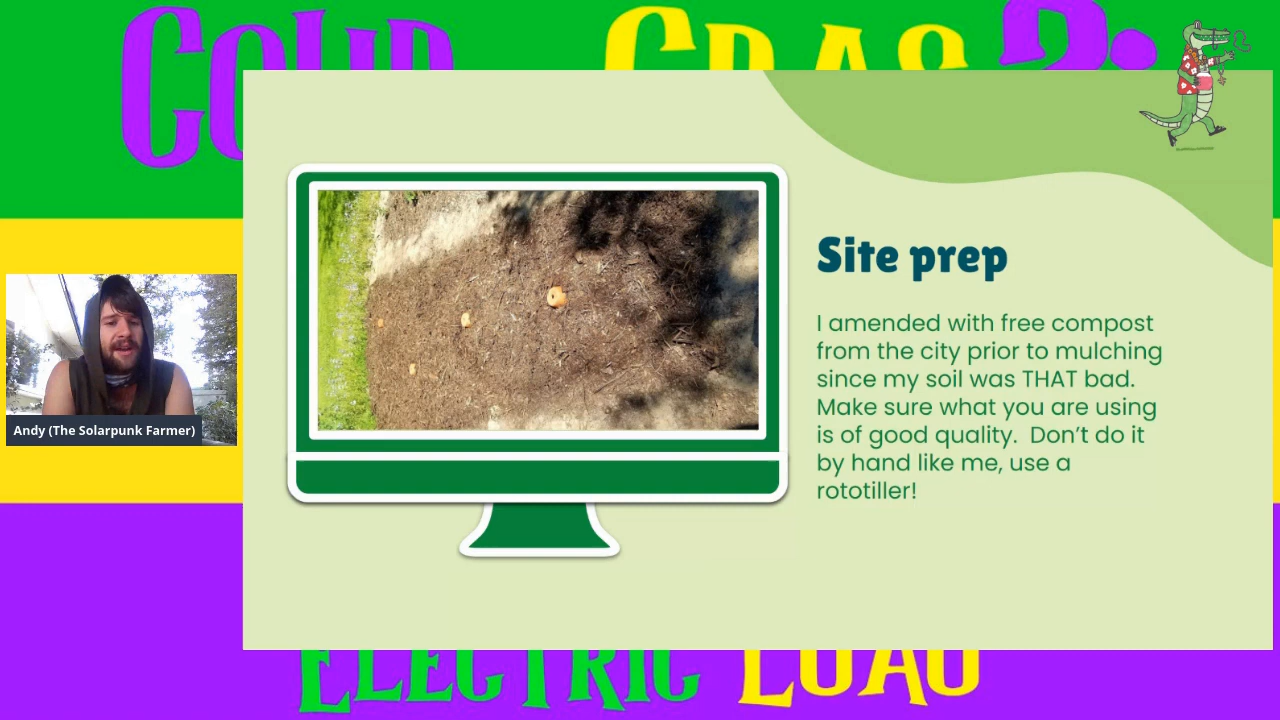 Site prep
I amended with free compost
from the city prior to mulching
since my soil was THAT bad.
Make sure what you are using
is of good quality.  Don’t do it
by hand like me, use a
rototiller!
Andy (The Solarpunk Farmer)
ELECTRIC